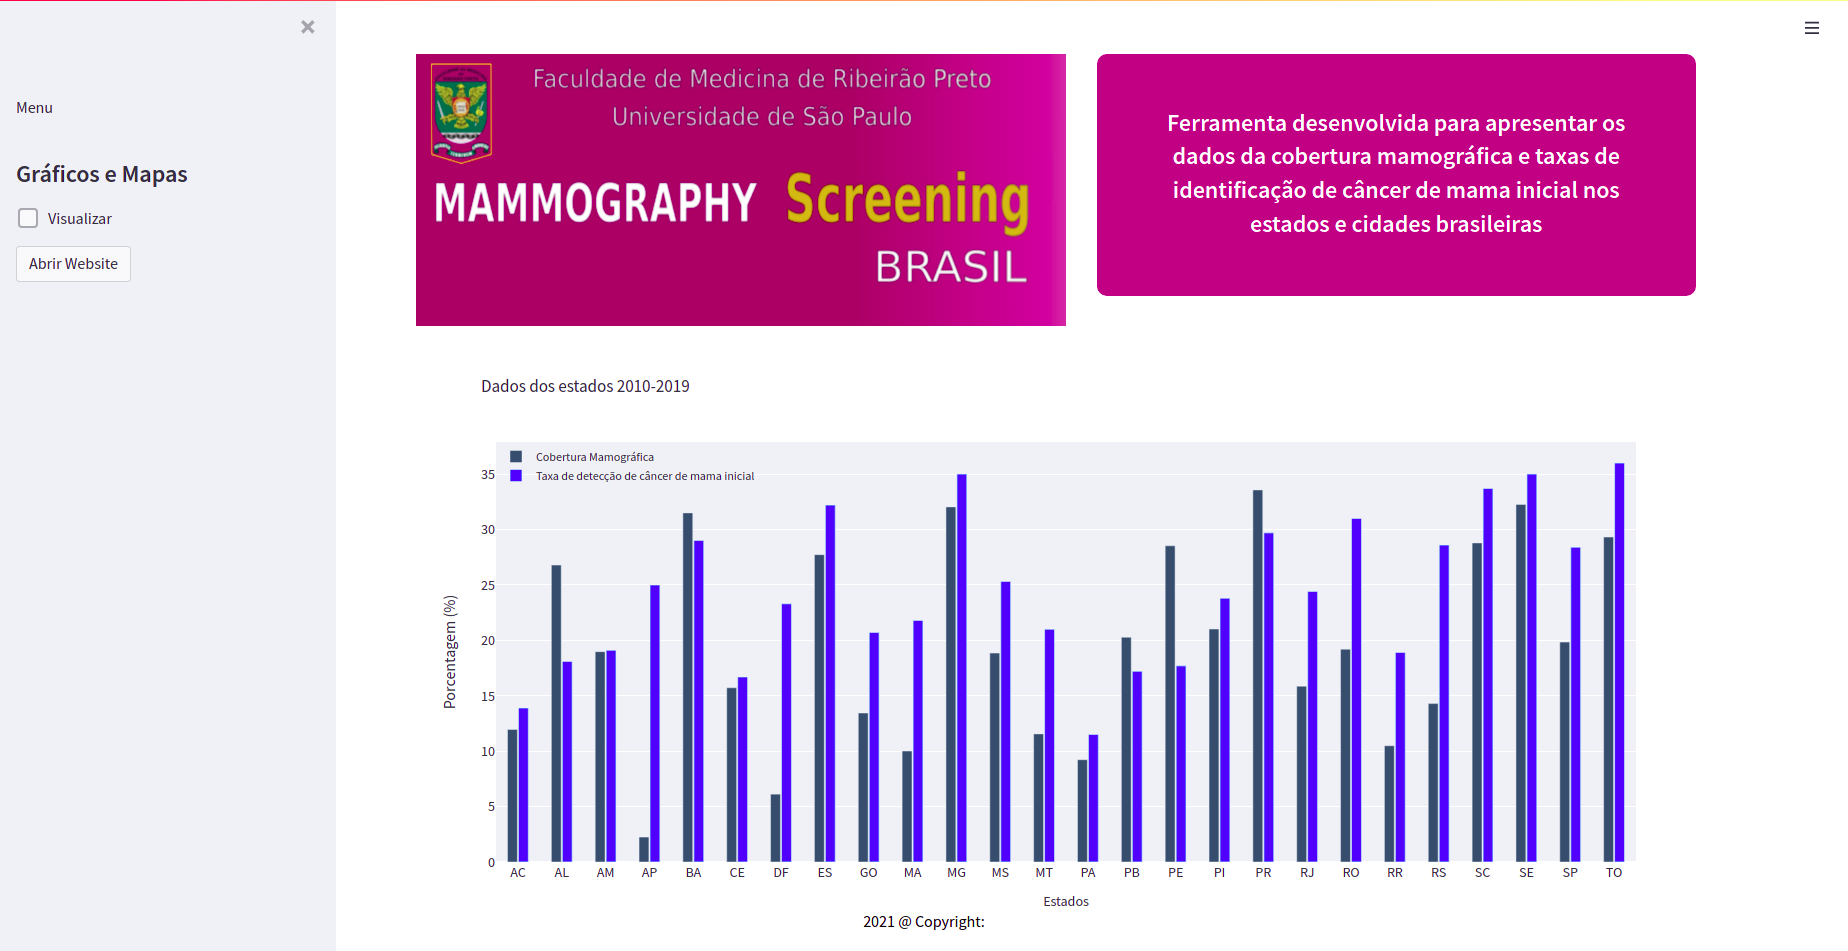 Menu
Gráficos e Mapas
Visualizar
Abrir Website
Faculdade de Medicina de Ribeirão Preto
Universidade de São Paulo
MAMMOGRAPHY Screening
BRASIL
Ferramenta desenvolvida para apresentar os
dados da cobertura mamográfica e taxas de
identificação de câncer de mama inicial nos
estados e cidades brasileiras
Dados dos estados 2010-2019
Cobertura Mamográfica
Taxa de detecção de câncer de mama inicial
Porcentagem (%)
35
30
25
20
15
10
5
0
AC AL AM AP BA CE DF ES GO MA MG MS MT PA PB PE PI PR RJ RO RR RS SC SE SP TO
Estados
2021 @ Copyright: